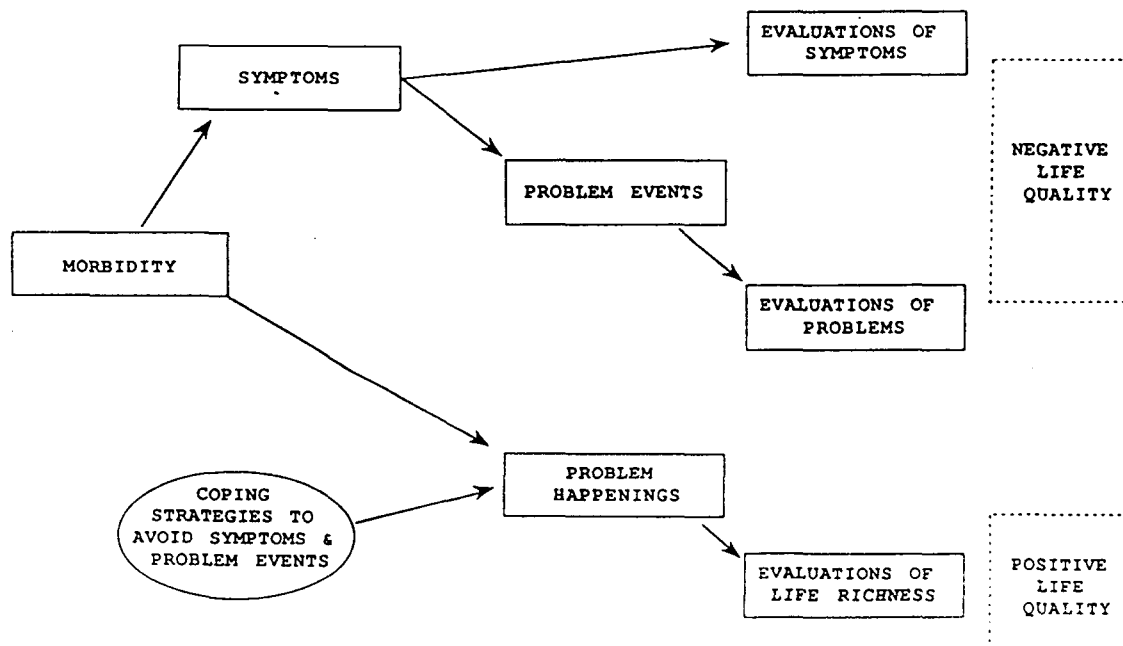 EVALUATIONS OF
SYMPTOMS
SYMPTOMS
NEGATIVE
LIFE
QUALITY
PROBLEM EVENTS
MORBIDITY
EVALUATIONS OF
PROBLEMS
PROBLEM
HAPPENINGS
COPING
STRATEGIES TO
AVOID SYMPTOMS &
PROBLEM EVENTS
EVALUATIONS OF
LIFE RICHNESS
POSITIVE
LIFE
QUALITY